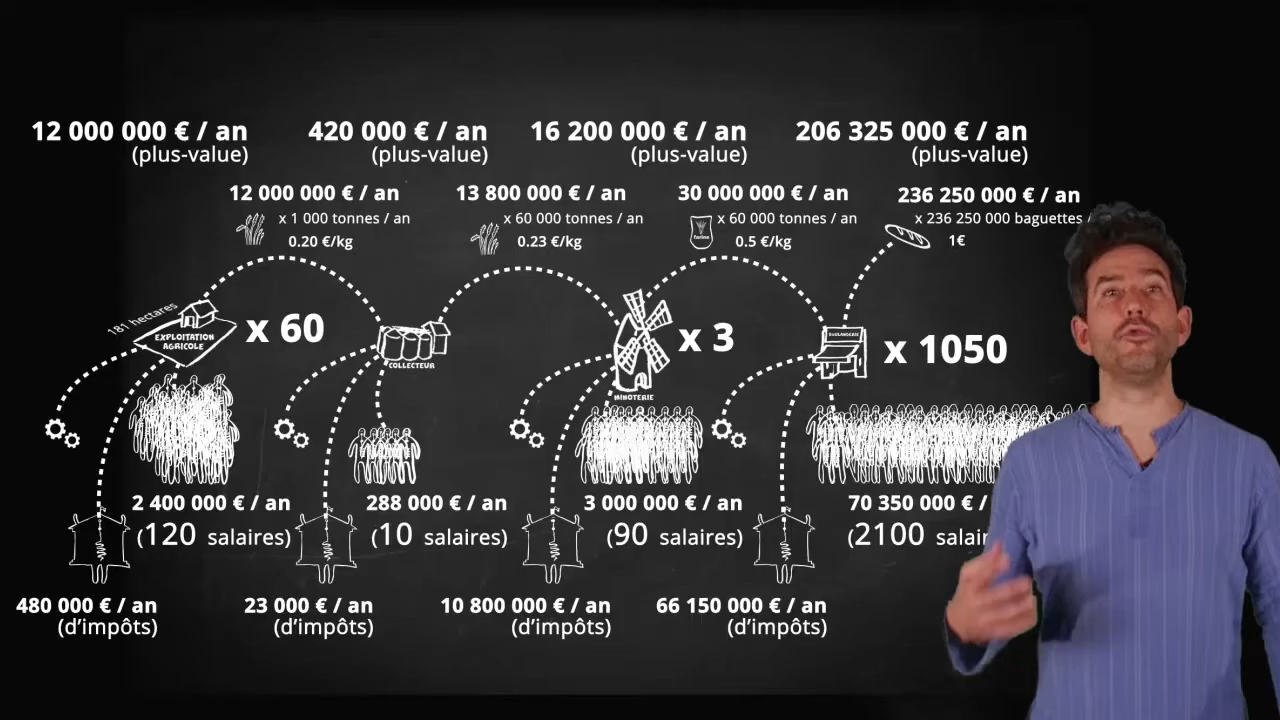 12 000 000 € / an
(plus-value)
420 000 € / an
(plus-value)
16 200 000 € / an
(plus-value)
206 325 000 € / an
(plus-value)
12 000 000 € / an
x 1 000 tonnes / an
0.20 €/kg
13 800 000 € / an
x 60 000 tonnes / an
0.23 €/kg
30 000 000 € / an
x 60 000 tonnes / an
farine
0.5 €/kg
236 250 000 € / an
x 236 250 000 baguettes /
1€
181 hectares
EXPLOITATION
AGRICOLE
x 60
COLLECTEUR
MINOTERIE
x 3
BOULANGERIE
x 1050
2 400 000 € / an
(120 salaires)
288 000 € / an
(10 salaires)
3 000 000 € / an
(90 salaires)
70 350 000 € /
(2100 salair
480 000 € / an
(d’impôts)
23 000 € / an
(d’impôts)
10 800 000 € / an
(d’impôts)
66 150 000 € / an
(d’impôts)